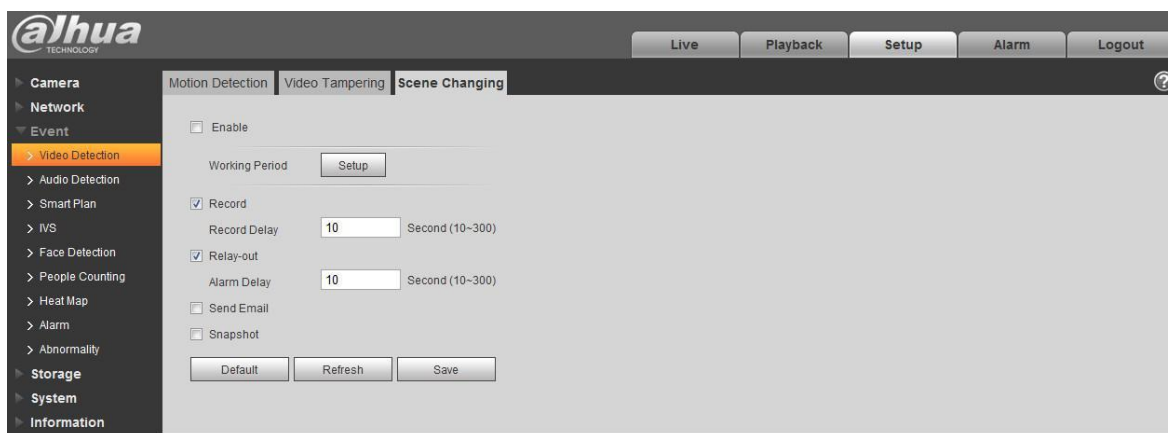 alhua
TECHNOLOGY
Live Playback Setup Alarm Logout
Camera
Network
Event
> Video Detection
> Audio Detection
> Smart Plan
> IVS
> Face Detection
> People Counting
> Heat Map
> Alarm
> Abnormality
Storage
System
Information
Motion Detection Video Tampering Scene Changing
?
Enable
Working Period Setup
Record
Record Delay 10 Second (10~300)
Relay-out
Alarm Delay 10 Second (10~300)
Send Email
Snapshot
Default Refresh Save